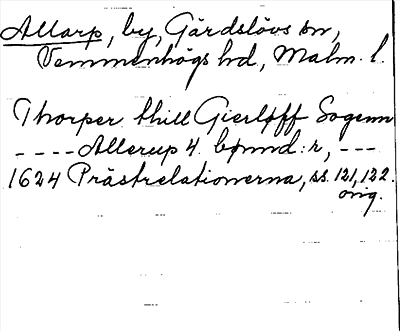 Allarp, by, Gärdslövs sn,
Vemmenhögs hd, Malm. l.
Thorper thill Gierløff Sogenn
---- Allerup 4. bønnd:r, ---
1624 Prästrelationerna, ss. 121, 122.
orig.